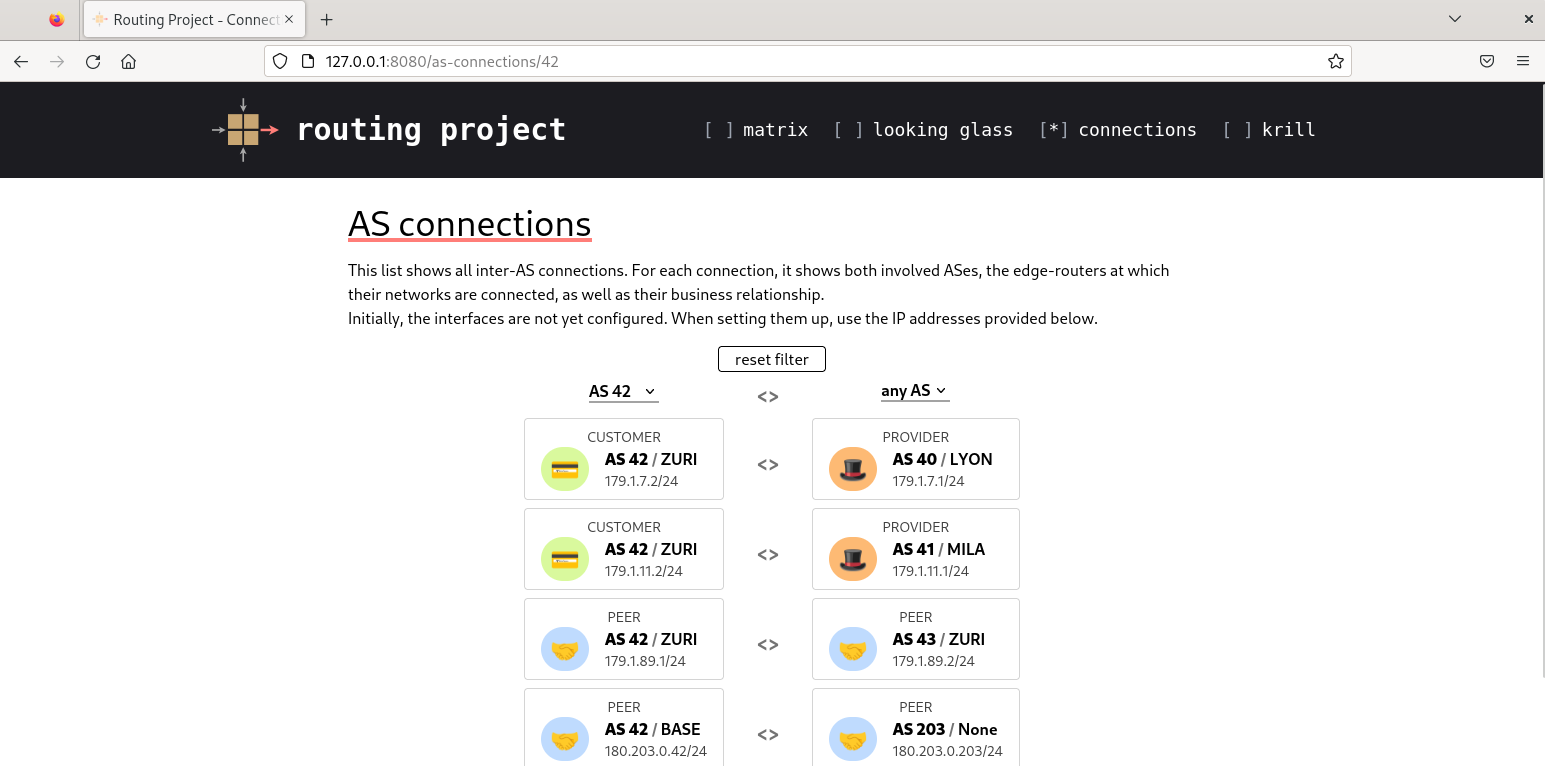 Routing Project - Connect
127.0.0.1:8080/as-connections/42
routing project
[ ] matrix [ ] looking glass [*] connections [ ] krill
AS connections
This list shows all inter-AS connections. For each connection, it shows both involved ASes, the edge-routers at which
their networks are connected, as well as their business relationship.
Initially, the interfaces are not yet configured. When setting them up, use the IP addresses provided below.
reset filter
AS 42 <> any AS
CUSTOMER
AS 42 / ZURI
179.1.7.2/24
<>
PROVIDER
AS 40 / LYON
179.1.7.1/24
CUSTOMER
AS 42 / ZURI
179.1.11.2/24
<>
PROVIDER
AS 41 / MILA
179.1.11.1/24
PEER
AS 42 / ZURI
179.1.89.1/24
<>
PEER
AS 43 / ZURI
179.1.89.2/24
PEER
AS 42 / BASE
180.203.0.42/24
<>
PEER
AS 203 / None
180.203.0.203/24